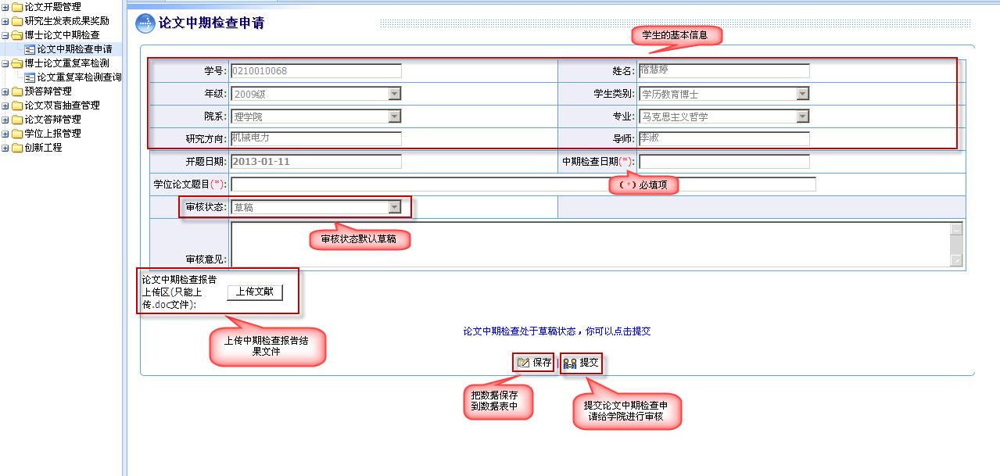 论文开题管理
研究生发表成果奖励
博士论文中期检查
论文中期检查申请
博士论文重复率检测
论文重复率检测查询
预答辩管理
论文双盲抽查管理
论文答辩管理
学位上报管理
创新工程
论文中期检查申请
学生的基本信息
学号: 0210010068 姓名: 宿慧婷
年级: 2009级 学生类别: 学历教育博士
院系: 理学院 专业: 马克思主义哲学
研究方向: 机械电力 导师: 李淑
开题日期: 2013-01-11 中期检查日期(*):
学位论文题目(*):
（*）必填项
审核状态: 草稿
审核状态默认草稿
审核意见:
论文中期检查报告
上传区(只能上
传.doc文件):
上传文献
上传中期检查报告结
果文件
论文中期检查处于草稿状态，你可以点击提交
保存 | 提交
把数据保存
到数据表中
提交论文中期检查申
请给学院进行审核